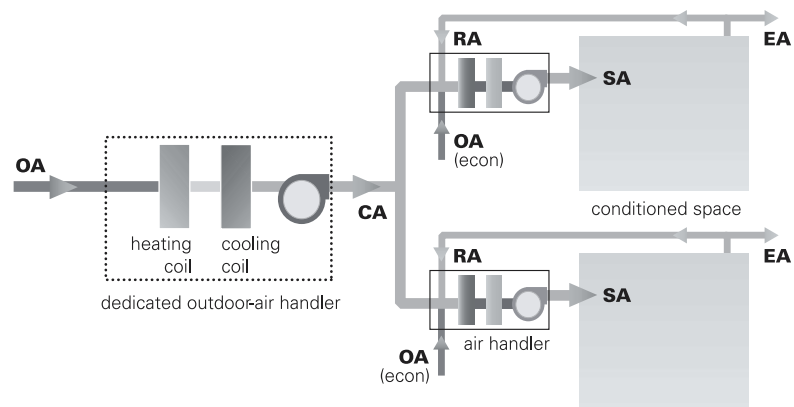 RA
EA
SA
OA
(econ)
OA
CA
heating
coil
cooling
coil
dedicated outdoor-air handler
conditioned space
RA
EA
SA
air handler
OA
(econ)